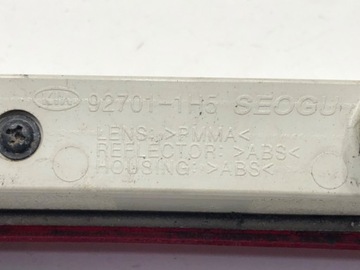 KIA 92701-1H5 SEOGU
LENS: >PMMA<
REFLECTOR: >ABS<
HOUSING: >ABS<